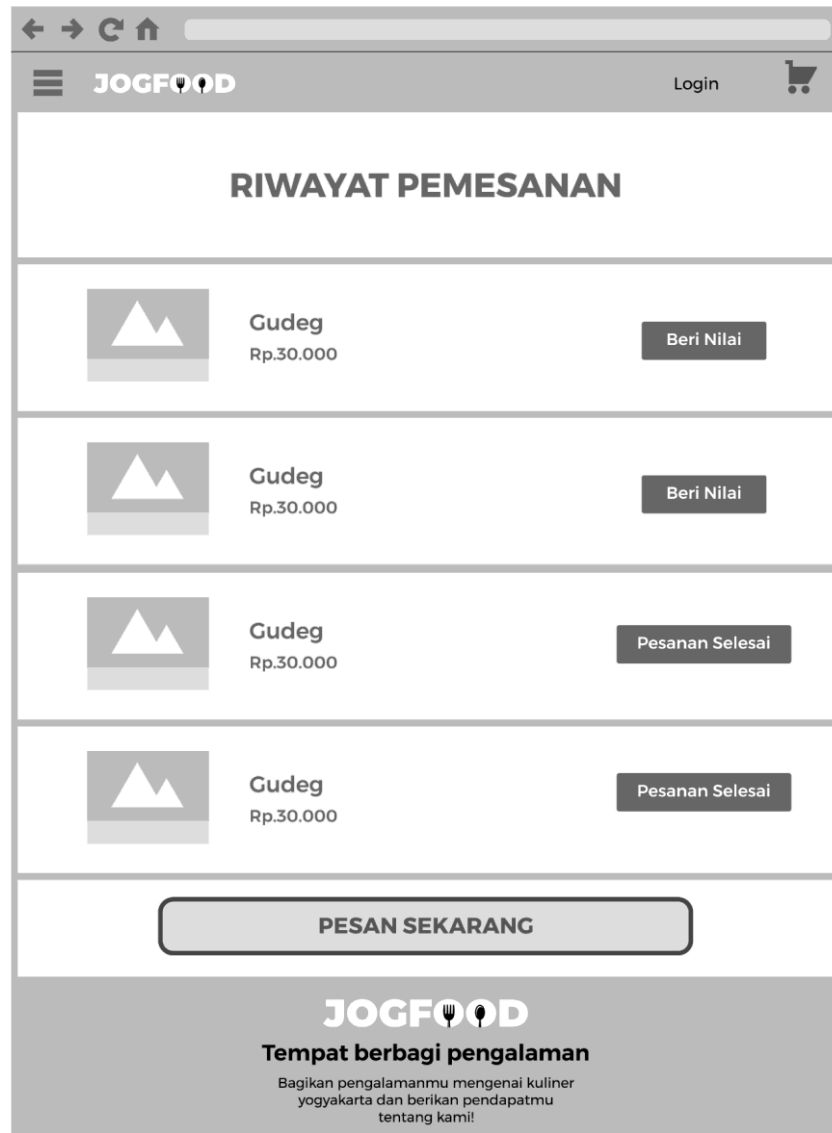 JOGFOOD
Login
RIWAYAT PEMESANAN
Gudeg
Rp.30.000
Beri Nilai
Gudeg
Rp.30.000
Beri Nilai
Gudeg
Rp.30.000
Pesanan Selesai
Gudeg
Rp.30.000
Pesanan Selesai
PESAN SEKARANG
JOGFOOD
Tempat berbagi pengalaman
Bagikan pengalamanmu mengenai kuliner
yogyakarta dan berikan pendapatmu
tentang kami!